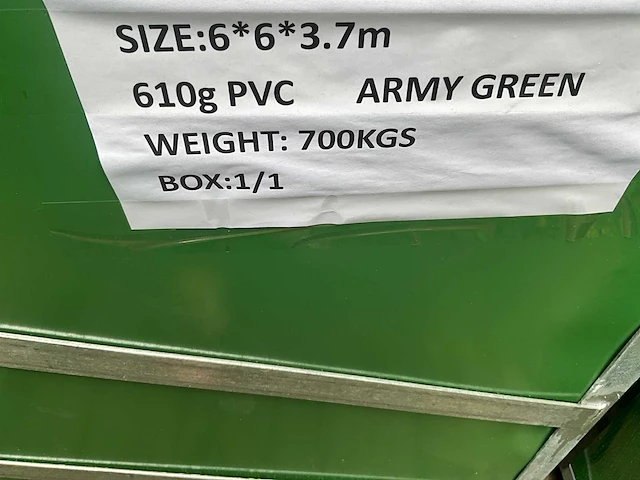 SIZE:6*6*3.7m
610g PVC ARMY GREEN
WEIGHT: 700KGS
BOX:1/1